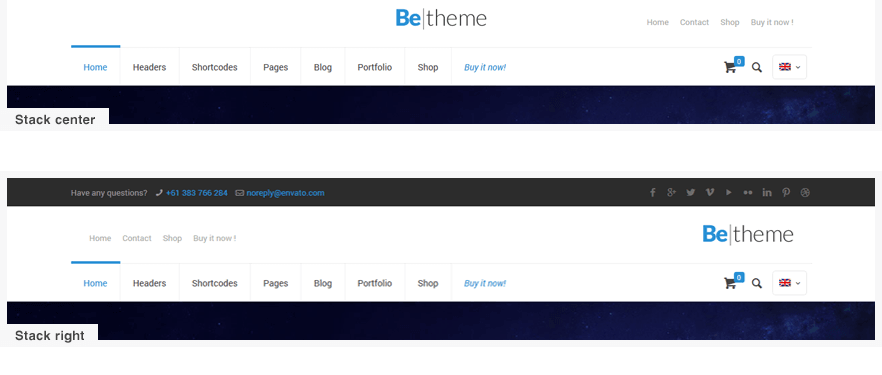 Be|theme
Home Contact Shop Buy it now !
Home Headers Shortcodes Pages Blog Portfolio Shop Buy it now! 0
Stack center
Have any questions? +61 383 766 284 noreply@envato.com
Home Contact Shop Buy it now !
Be|theme
Home Headers Shortcodes Pages Blog Portfolio Shop Buy it now! 0
Stack right